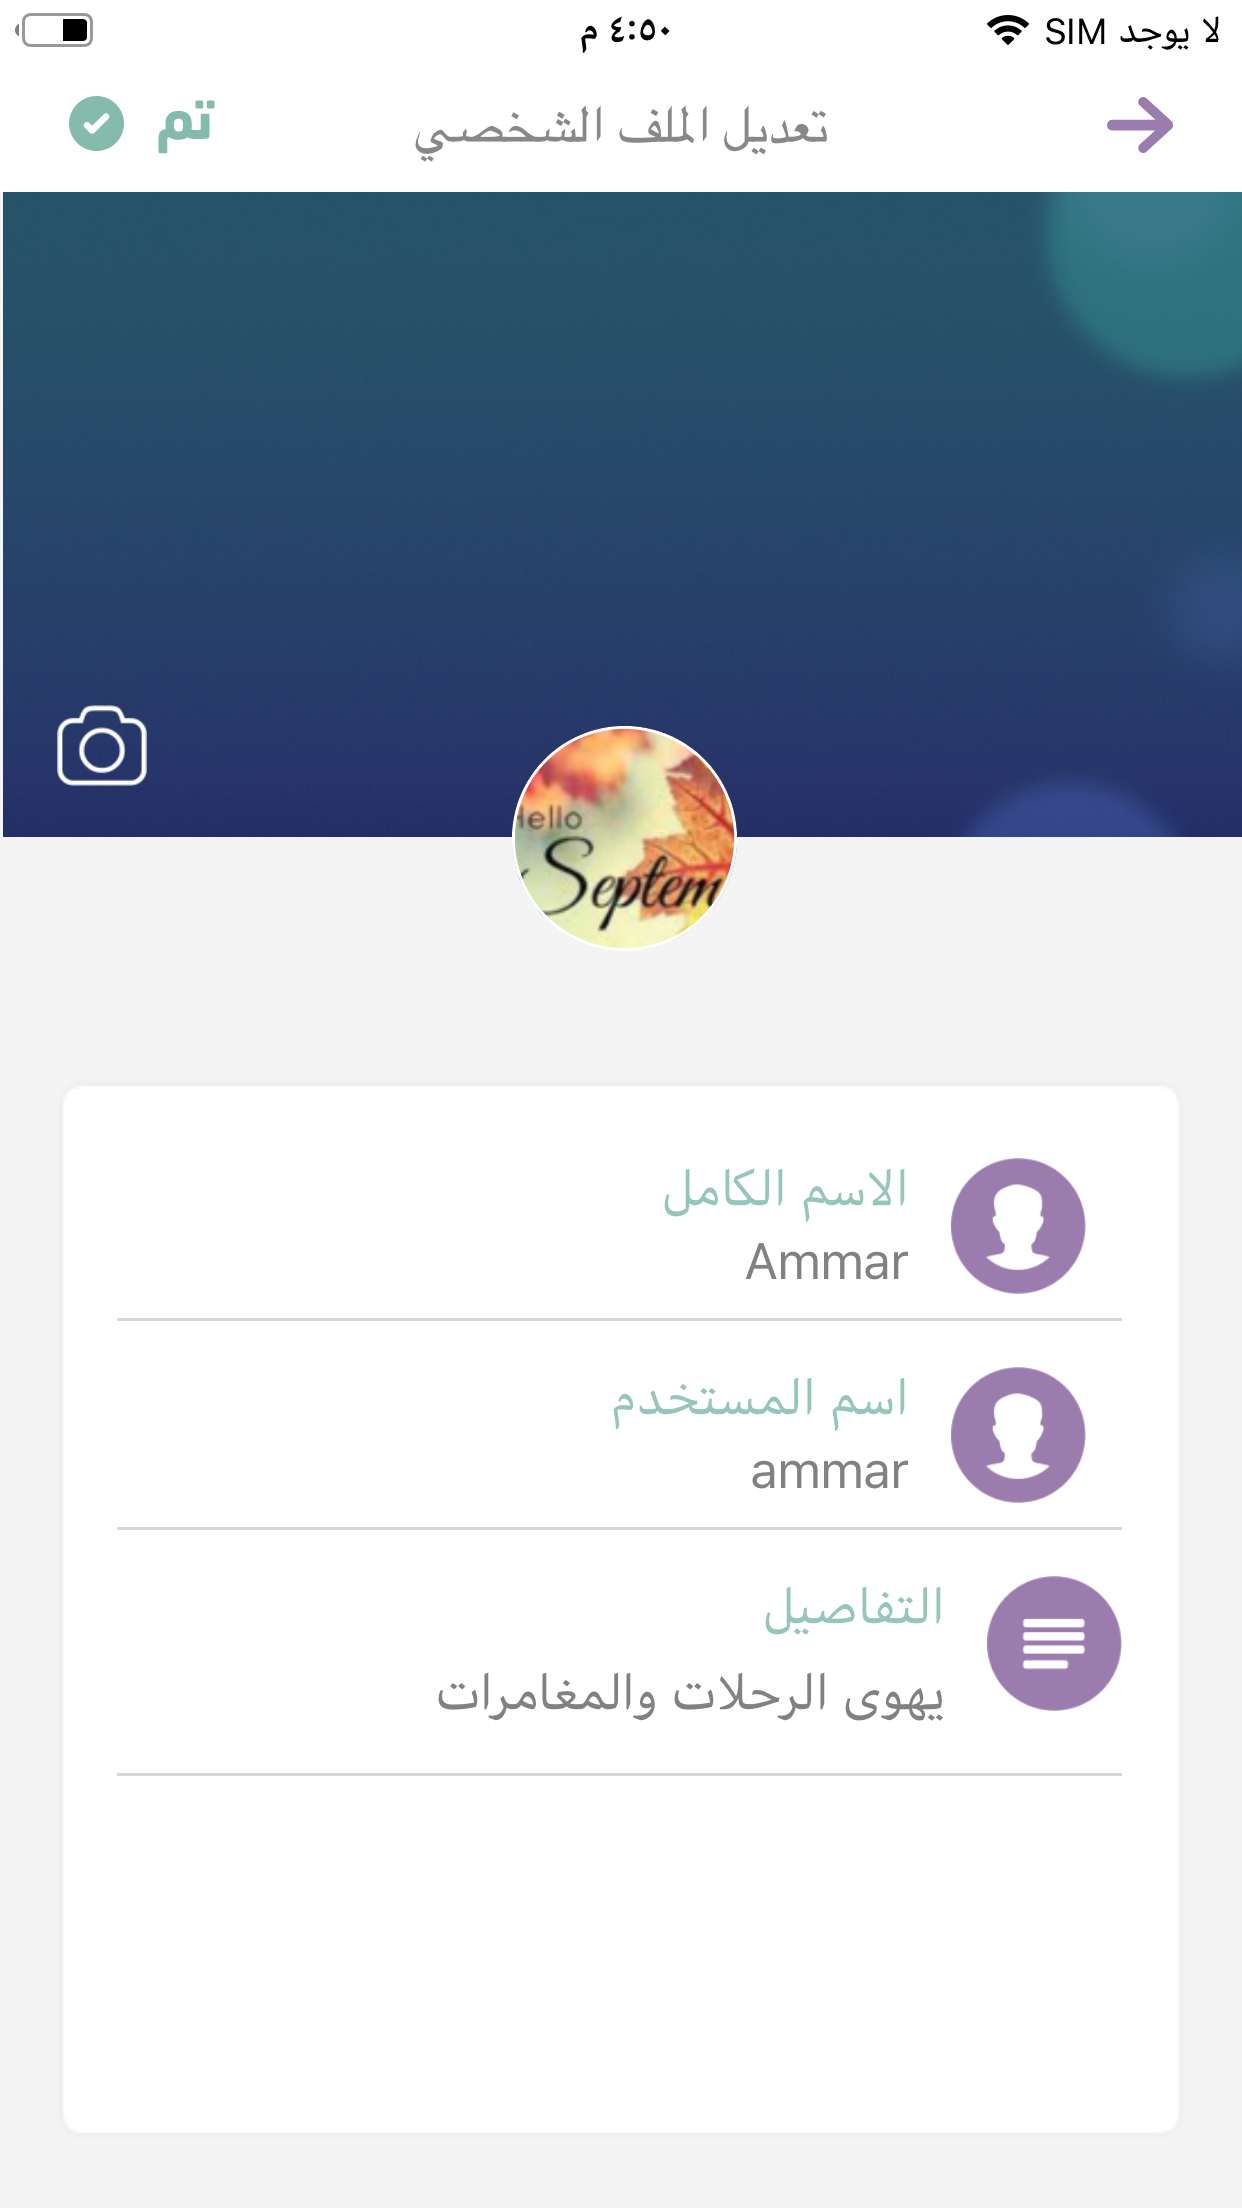 لا يوجد SIM ٤:٥٠ م
تعديل الملف الشخصي تم
Hello
الاسم الكامل
Ammar
اسم المستخدم
ammar
التفاصيل
يهوى الرحلات والمغامرات